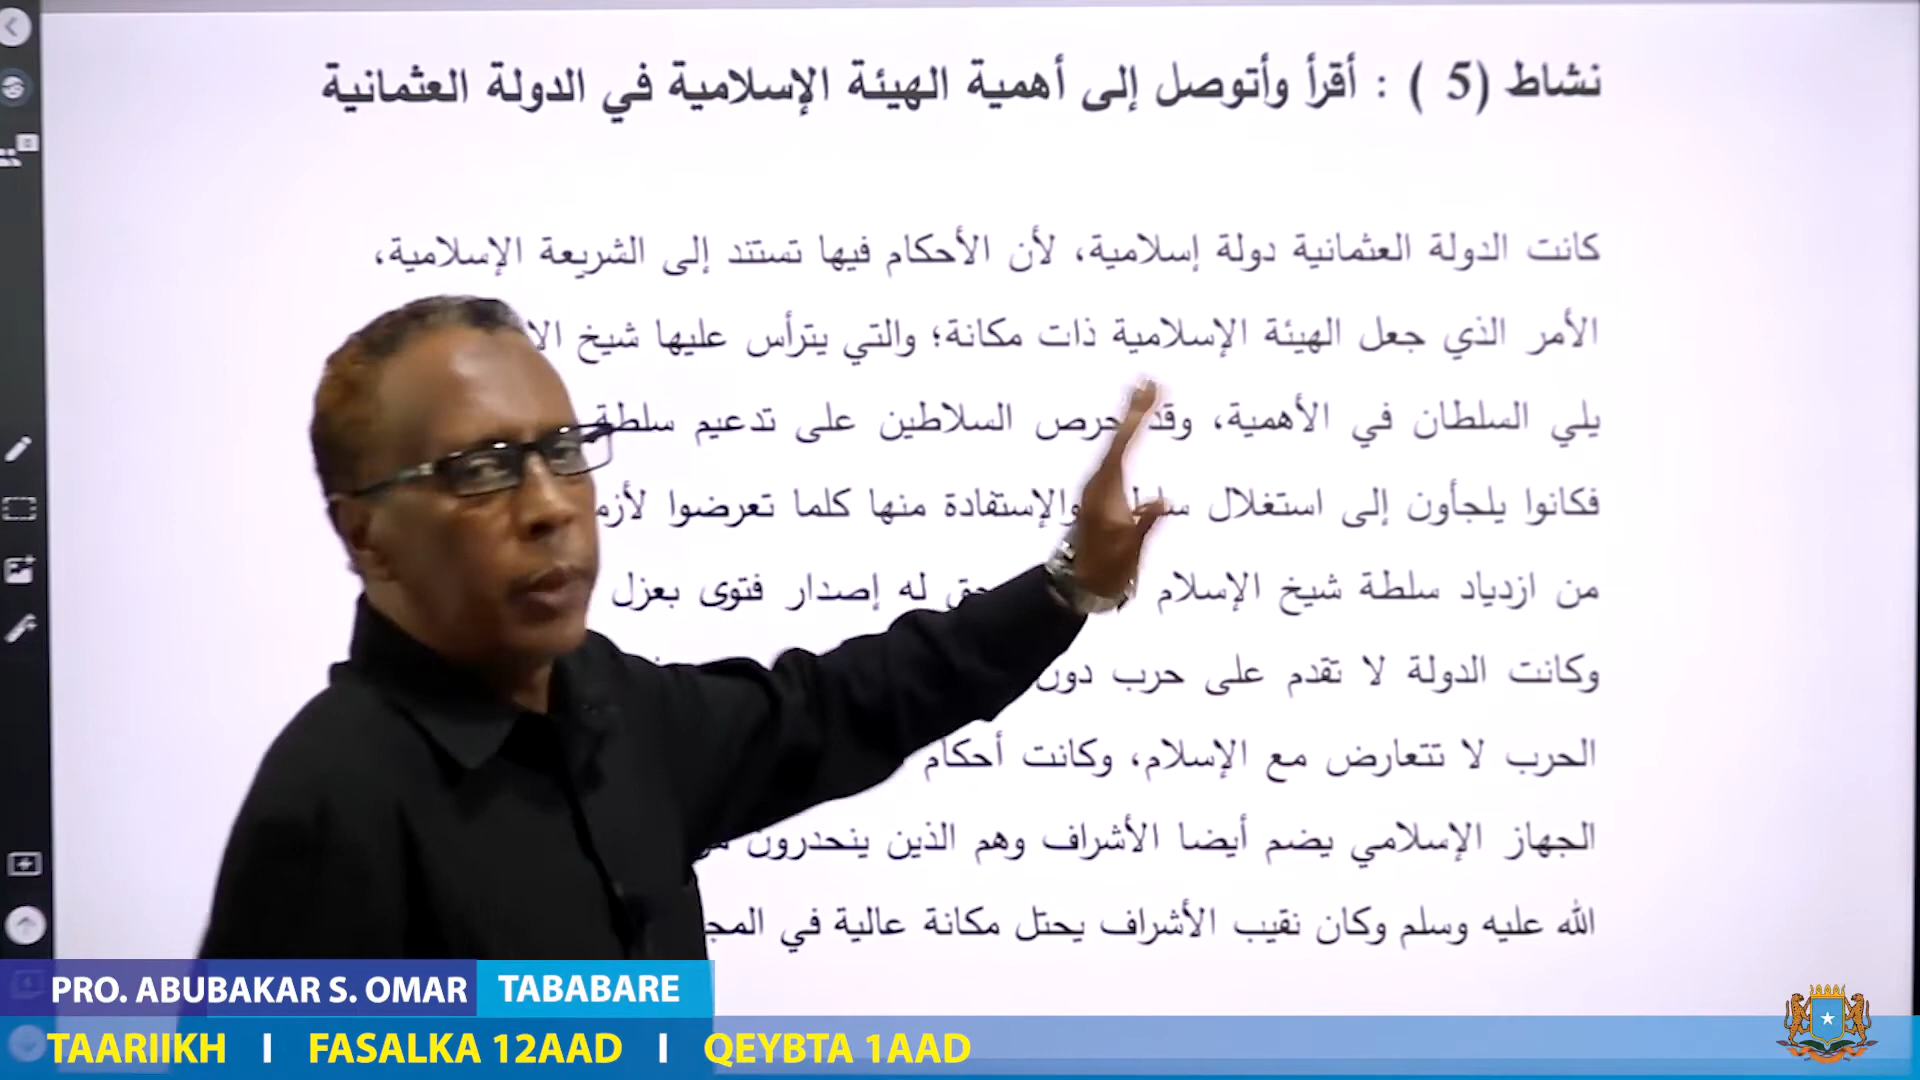 نشاط (5 ) : أقرأ وأتوصل إلى أهمية الهيئة الإسلامية في الدولة العثمانية
كانت الدولة العثمانية دولة إسلامية، لأن الأحكام فيها تستند إلى الشريعة الإسلامية،
الأمر الذي جعل الهيئة الإسلامية ذات مكانة؛ والتي يترأس عليها شيخ
يلي السلطان في الأهمية، وقد حرص السلاطين على تدعيم سلطة
فكانوا يلجأون إلى استغلال والإستفادة منها كلما تعرضوا
من ازدياد سلطة شيخ الإسلام له إصدار فتوى بعزل
وكانت الدولة لا تقدم على حرب دون
الحرب لا تتعارض مع الإسلام، وكانت أحكام
الجهاز الإسلامي يضم أيضا الأشراف وهم الذين ينحدرون
الله عليه وسلم وكان نقيب الأشراف يحتل مكانة عالية في
PRO. ABUBAKAR S. OMAR TABABARE
TAARIIKH I FASALKA 12AAD I QEYBTA 1AAD